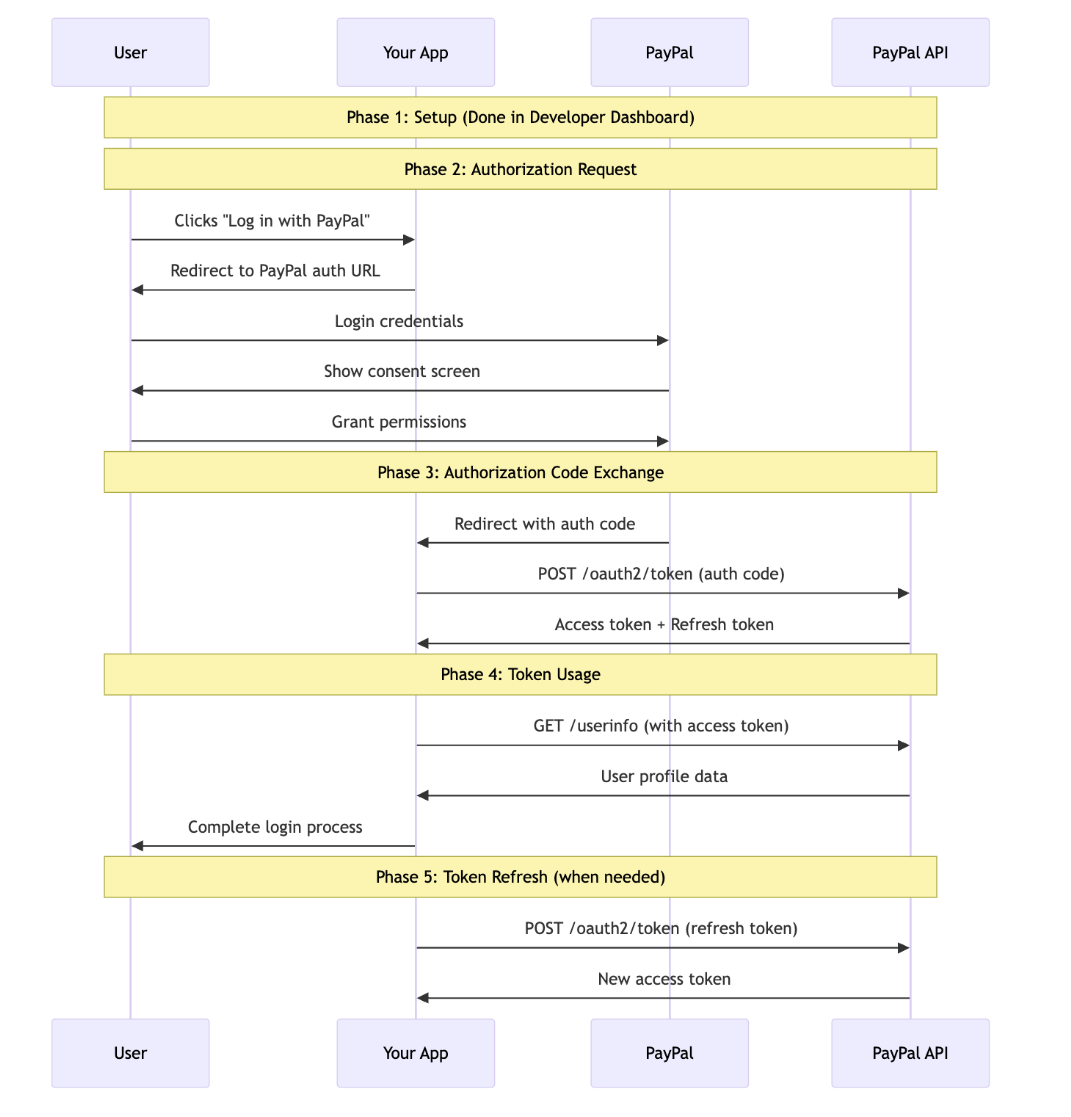 User
Your App
PayPal
PayPal API
Phase 1: Setup (Done in Developer Dashboard)
Phase 2: Authorization Request
Clicks "Log in with PayPal"
Redirect to PayPal auth URL
Login credentials
Show consent screen
Grant permissions
Phase 3: Authorization Code Exchange
Redirect with auth code
POST /oauth2/token (auth code)
Access token + Refresh token
Phase 4: Token Usage
GET /userinfo (with access token)
User profile data
Complete login process
Phase 5: Token Refresh (when needed)
POST /oauth2/token (refresh token)
New access token
User
Your App
PayPal
PayPal API